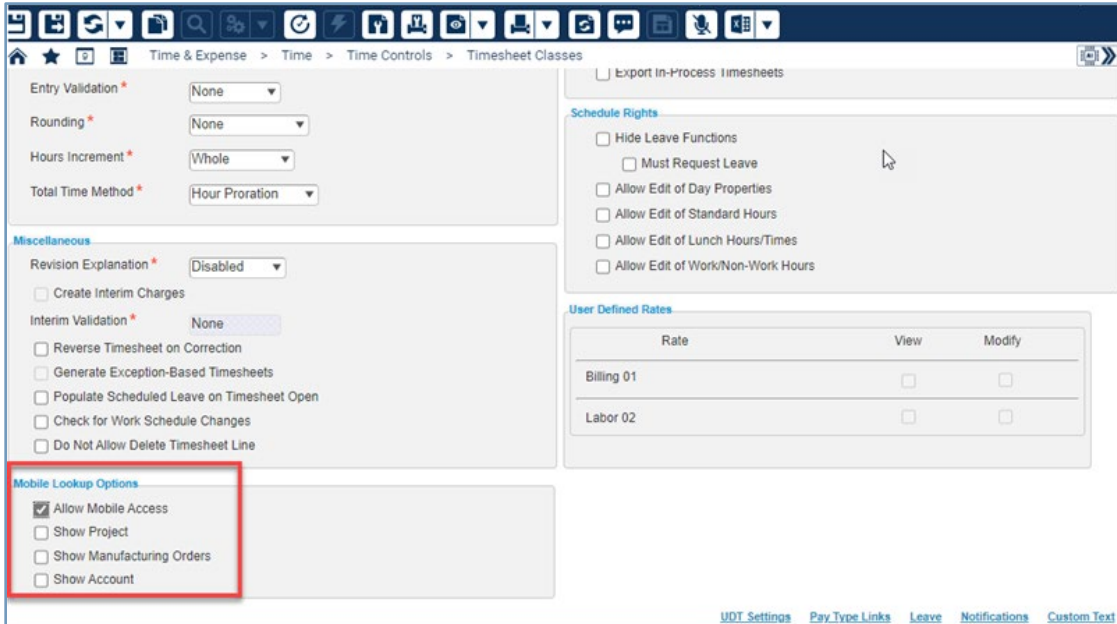 Time & Expense > Time > Time Controls > Timesheet Classes
Entry Validation *
None
Rounding *
None
Hours Increment *
Whole
Total Time Method *
Hour Proration
Miscellaneous
Revision Explanation *
Disabled
Create Interim Charges
Interim Validation *
None
Reverse Timesheet on Correction
Generate Exception-Based Timesheets
Populate Scheduled Leave on Timesheet Open
Check for Work Schedule Changes
Do Not Allow Delete Timesheet Line
Mobile Lookup Options
Allow Mobile Access
Show Project
Show Manufacturing Orders
Show Account
Export In-Process Timesheets
Schedule Rights
Hide Leave Functions
Must Request Leave
Allow Edit of Day Properties
Allow Edit of Standard Hours
Allow Edit of Lunch Hours/Times
Allow Edit of Work/Non-Work Hours
User Defined Rates
Rate View Modify
Billing 01
Labor 02
UDT Settings Pay Type Links Leave Notifications Custom Text